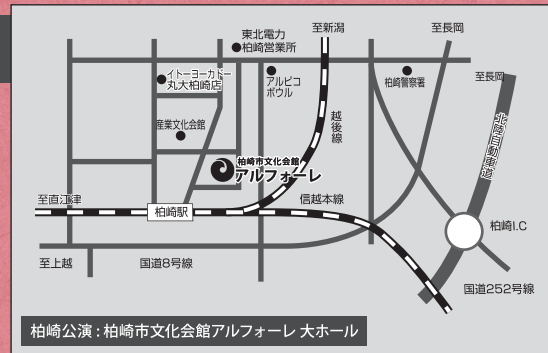 東北電力
柏崎営業所
至新潟
至長岡
イトーヨーカドー
丸大柏崎店
アルピコ
ボウル
柏崎警察署
至長岡
産業文化会館
越後線
北陸自動車道
柏崎市文化会館
アルフォーレ
至直江津
柏崎駅
信越本線
柏崎I.C
至上越
国道8号線
国道252号線
柏崎公演:柏崎市文化会館アルフォーレ 大ホール